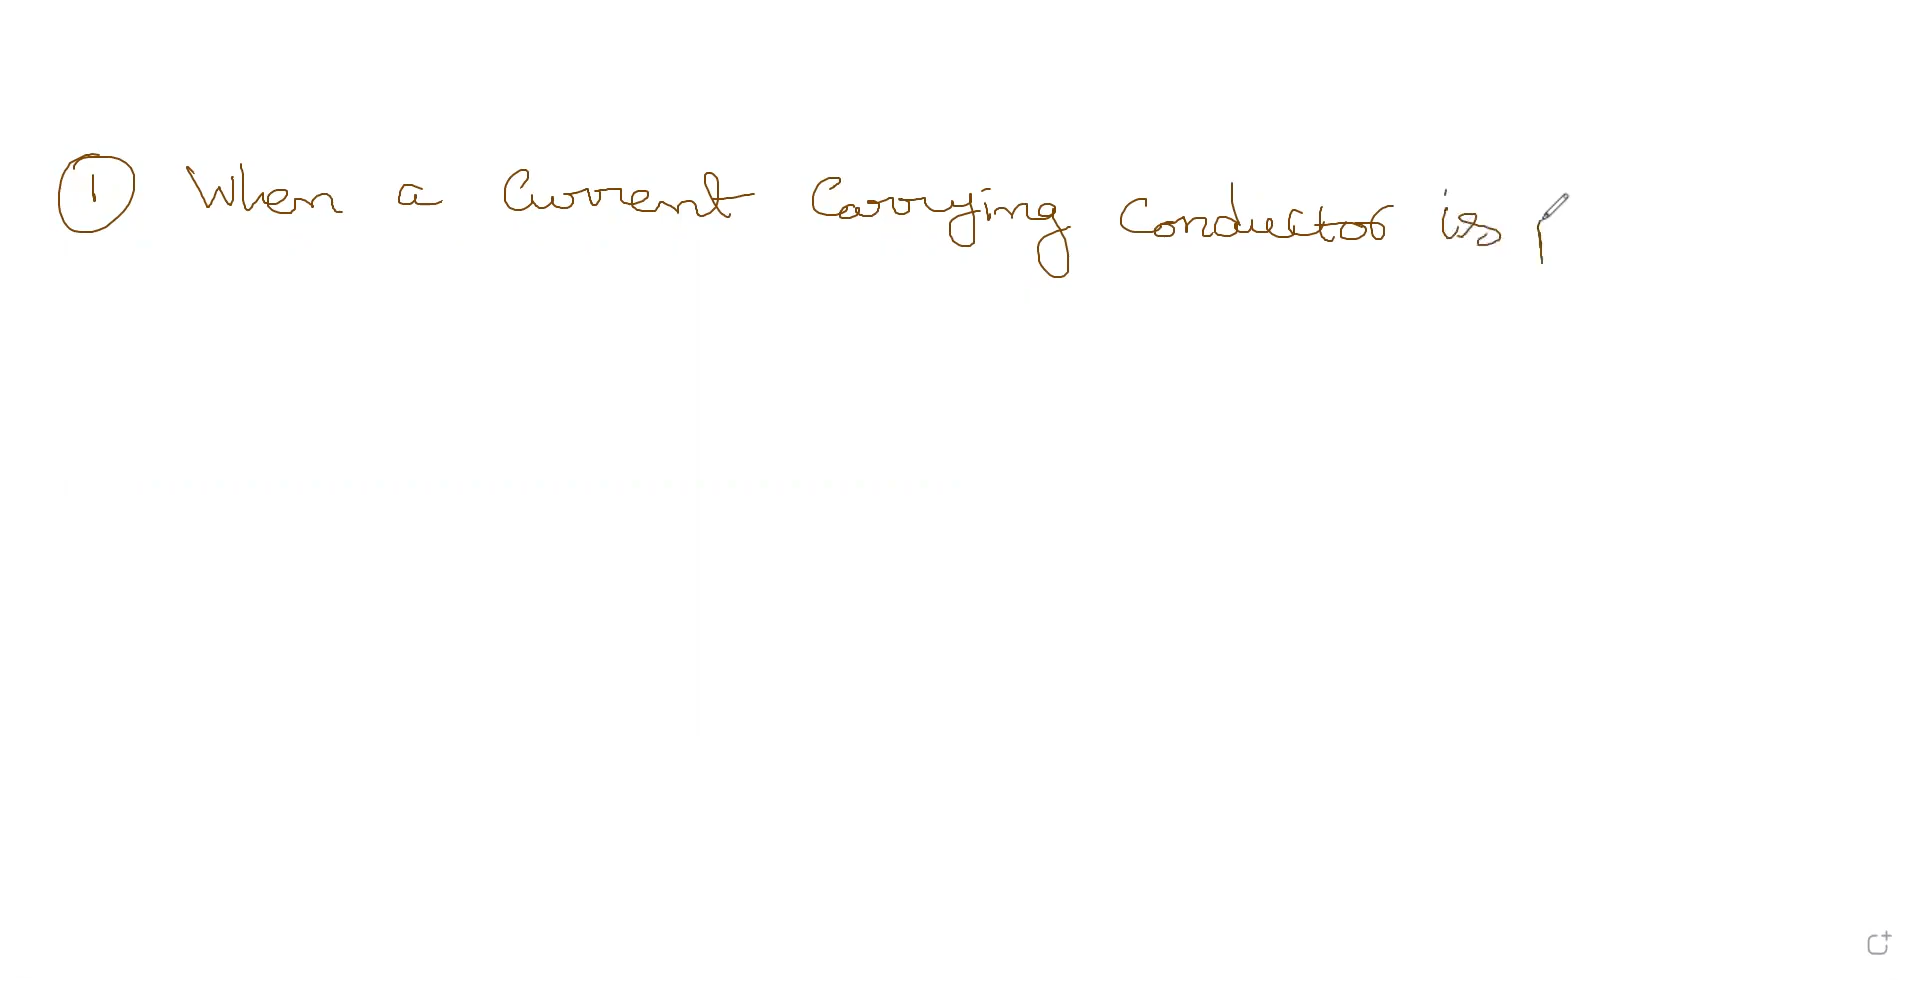 ① When a Current Carrying Conductor is